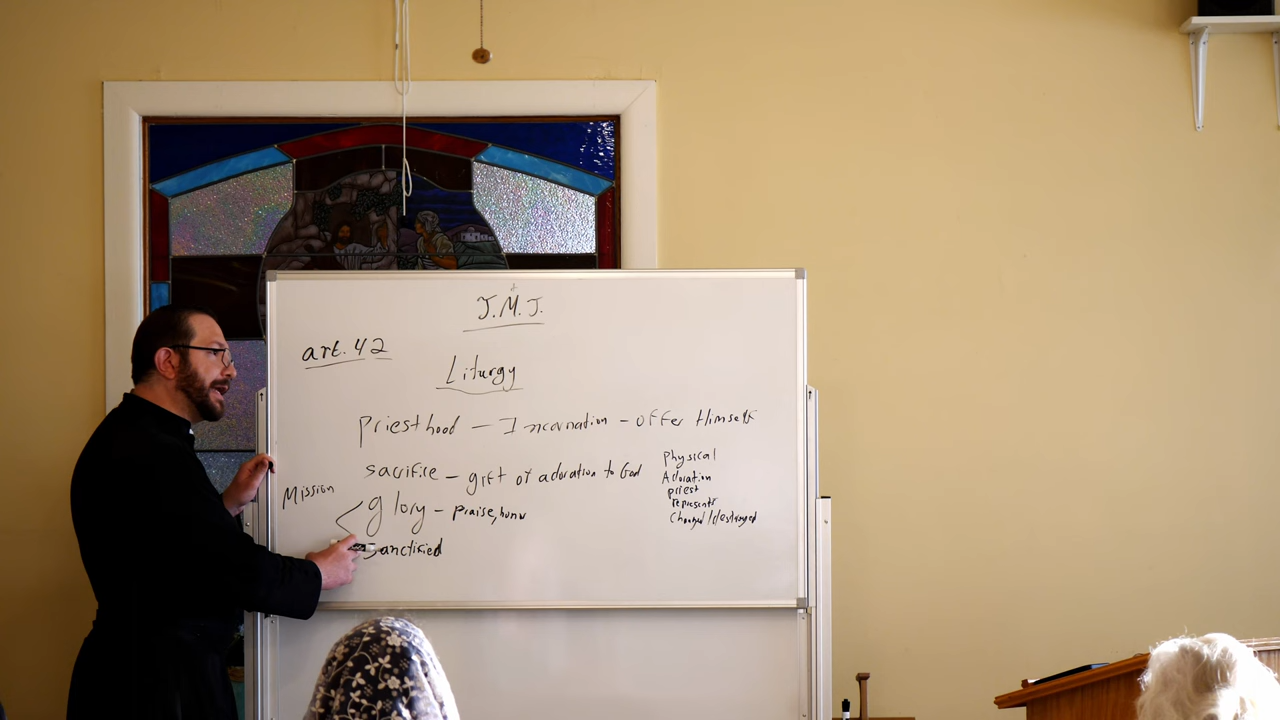 J.M.J.
art. 42
Liturgy
Priesthood – Incarnation – offer Himself
sacrifice – gift of adoration to God
Physical
Adoration
priest
represents
Changed/destroyed
Mission
glory – praise, honor
Sanctified